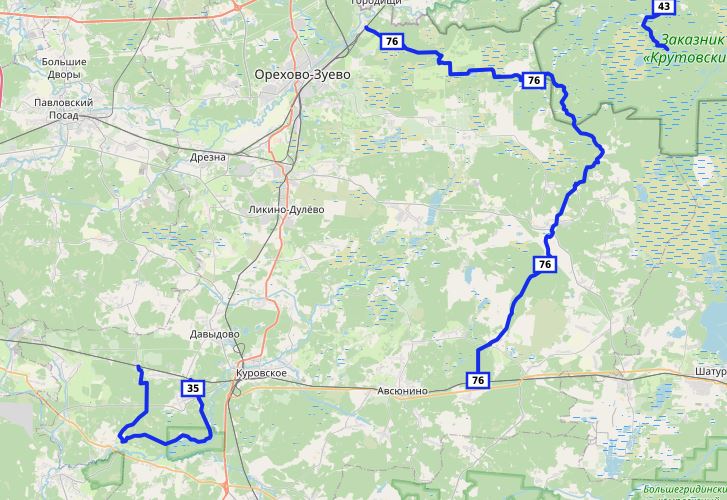 Городищи
43
76
Заказник
«Крутовски
Большие
Дворы
Орехово-Зуево
76
Павловский
Посад
Дрезна
Ликино-Дулёво
76
Давыдово
Куровское
Шатур
76
35
Авсюнино
Большегридински